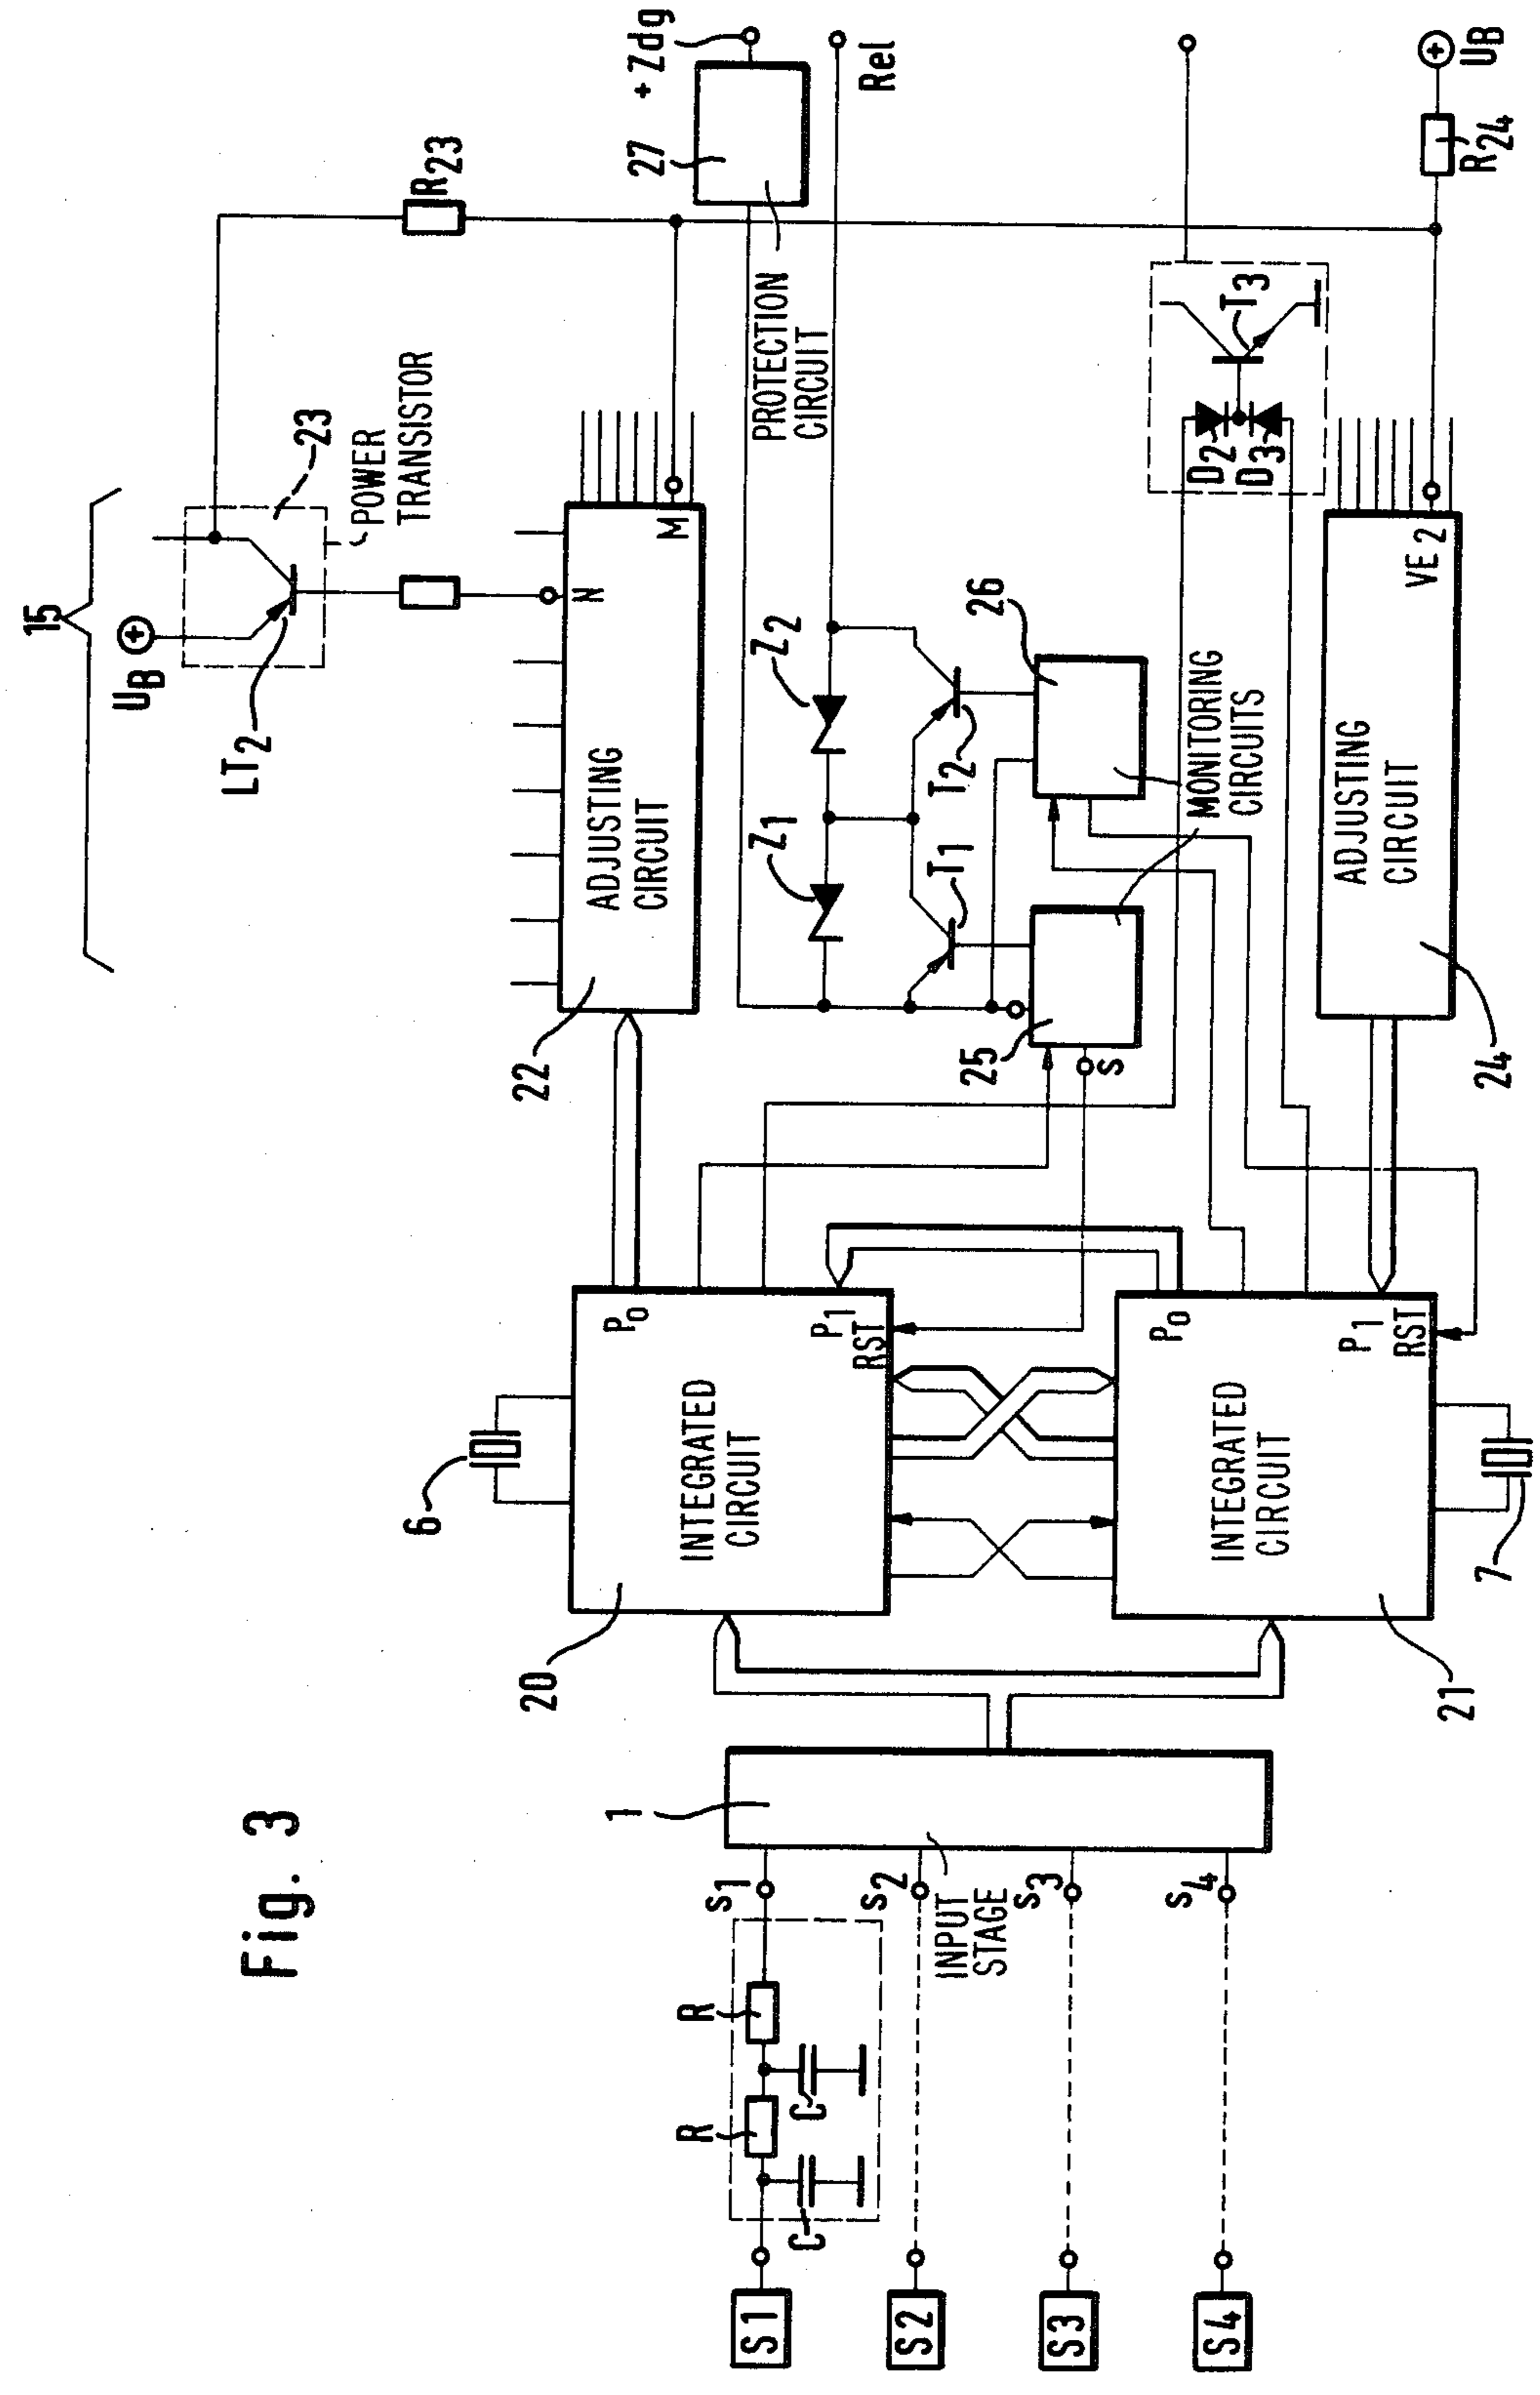 Fig. 3
15
U_B
LT_2
23
POWER
TRANSISTOR
R_23
+ Zdg
27
PROTECTION
CIRCUIT
Rel
6
20
INTEGRATED
CIRCUIT
P_0
P_1
RST
22
ADJUSTING
CIRCUIT
N
M
Z_1
Z_2
T_1
T_2
25
s
26
MONITORING
CIRCUITS
D_2
D_3
T_3
1
INPUT
STAGE
S1
R
R
C
C
s_1
S2
s_2
S3
s_3
S4
s_4
21
INTEGRATED
CIRCUIT
P_0
P_1
RST
7
24
ADJUSTING
CIRCUIT
VE 2
R_24
U_B